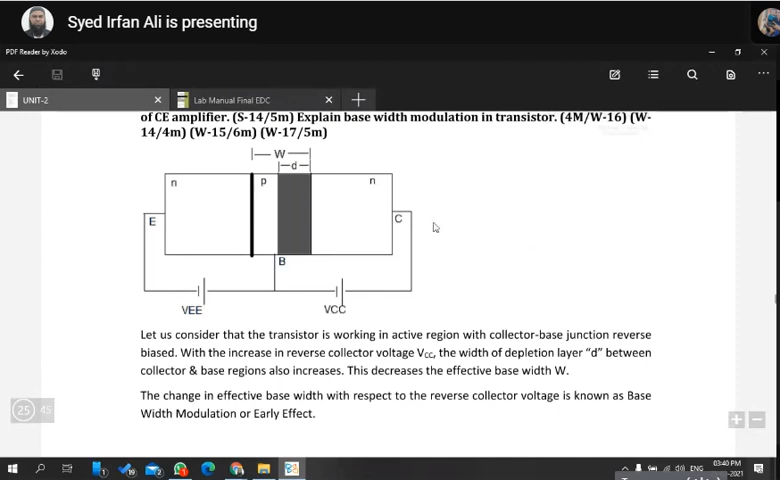 Syed Irfan Ali is presenting
PDF Reader by Xodo
UNIT-2
Lab Manual Final EDC
of CE amplifier. (S-14/5m) Explain base width modulation in transistor. (4M/W-16) (W-
14/4m) (W-15/6m) (W-17/5m)
W
d
n p n
E C
B
VEE VCC
Let us consider that the transistor is working in active region with collector-base junction reverse
biased. With the increase in reverse collector voltage VCC, the width of depletion layer "d" between
collector & base regions also increases. This decreases the effective base width W.
The change in effective base width with respect to the reverse collector voltage is known as Base
Width Modulation or Early Effect.
25 45
ENG
03:40 PM